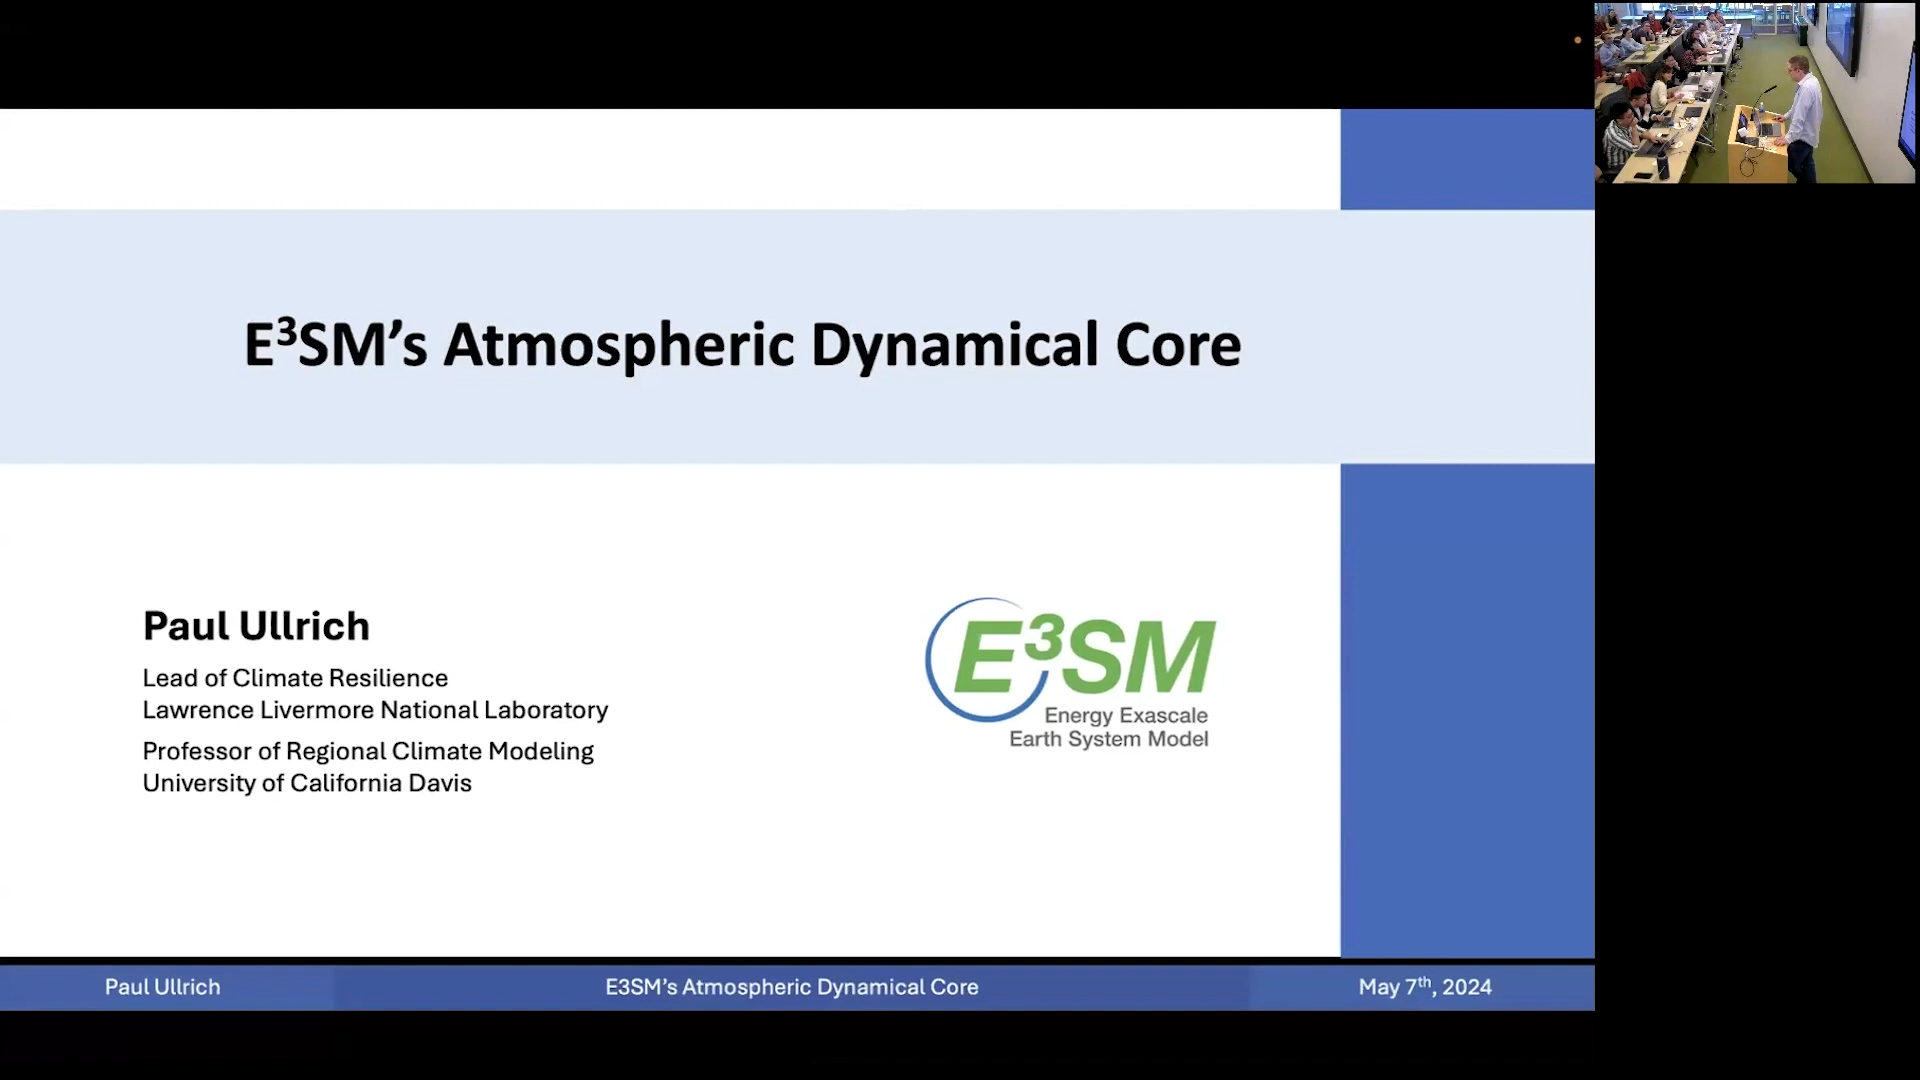 E³SM’s Atmospheric Dynamical Core
Paul Ullrich
Lead of Climate Resilience
Lawrence Livermore National Laboratory
Professor of Regional Climate Modeling
University of California Davis
E³SM
Energy Exascale
Earth System Model
Paul Ullrich
E3SM’s Atmospheric Dynamical Core
May 7th, 2024